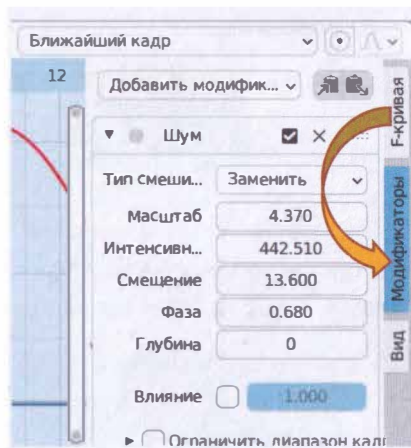 Ближайший кадр
12
Добавить модифик...
F-кривая
Шум
Тип смеши... Заменить
Масштаб 4.370
Интенсивн... 442.510
Модификаторы
Смещение 13.600
Фаза 0.680
Глубина 0
Вид
Влияние 1.000
Ограничить диапазон кадр